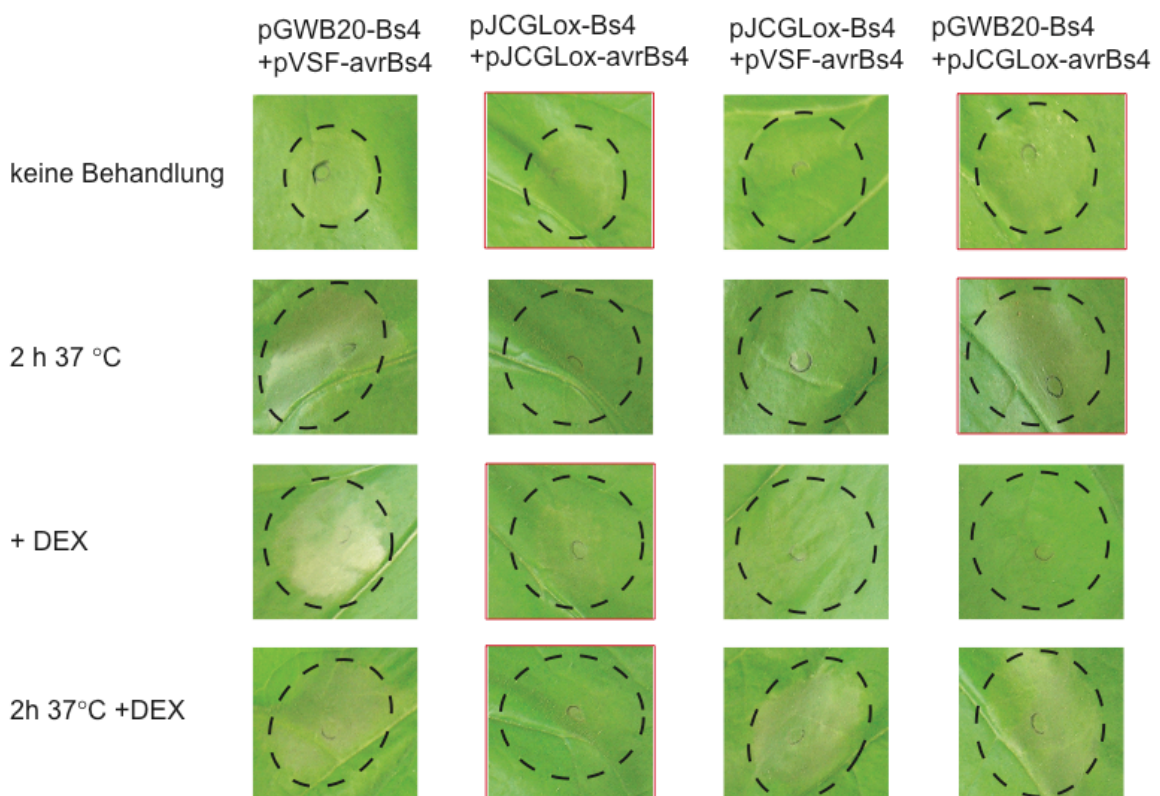 pGWB20-Bs4
+pVSF-avrBs4
pJCGLox-Bs4
+pJCGLox-avrBs4
pJCGLox-Bs4
+pVSF-avrBs4
pGWB20-Bs4
+pJCGLox-avrBs4
keine Behandlung
2 h 37 °C
+ DEX
2h 37°C +DEX